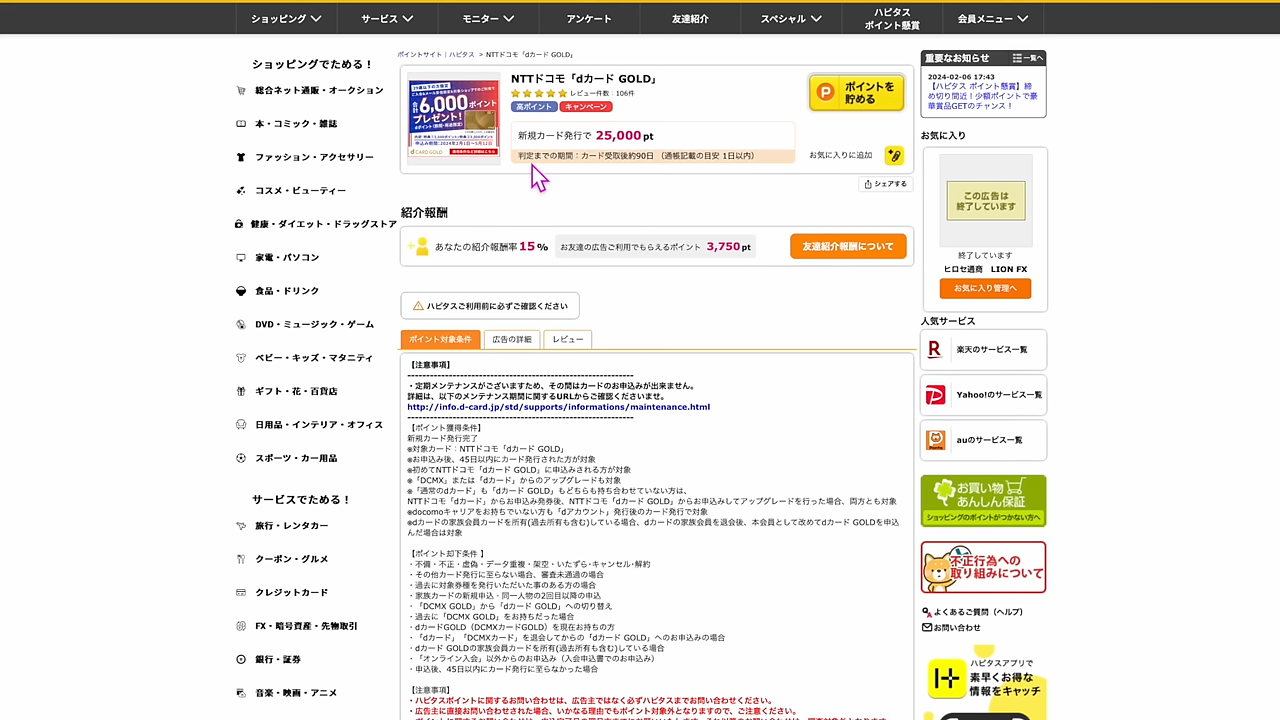 ショッピング
サービス
モニター
アンケート
友達紹介
スペシャル
ハピタス
ポイント懸賞
会員メニュー
ショッピングでためる！
総合ネット通販・オークション
本・コミック・雑誌
ファッション・アクセサリー
コスメ・ビューティー
健康・ダイエット・ドラッグストア
家電・パソコン
食品・ドリンク
DVD・ミュージック・ゲーム
ベビー・キッズ・マタニティ
ギフト・花・百貨店
日用品・インテリア・オフィス
スポーツ・カー用品
サービスでためる！
旅行・レンタカー
クーポン・グルメ
クレジットカード
FX・暗号資産・先物取引
銀行・証券
音楽・映画・アニメ
ポイントサイト｜ハピタス > NTTドコモ「dカード GOLD」
合計6,000ポイント
プレゼント!
d CARD GOLD
NTTドコモ「dカード GOLD」
レビュー件数：106件
高ポイント
キャンペーン
新規カード発行で 25,000 pt
判定までの期間：カード受取後約90日 （通帳記載の目安 1日以内）
ポイントを
貯める
お気に入りに追加
シェアする
紹介報酬
あなたの紹介報酬率 15 %
お友達の広告ご利用でもらえるポイント 3,750 pt
友達紹介報酬について
ハピタスご利用前に必ずご確認ください
ポイント対象条件
広告の詳細
レビュー
【注意事項】
------------------------------------------------------------
・定期メンテナンスがございますため、その間はカードのお申込みが出来ません。
詳細は、以下のメンテナンス期間に関するURLからご確認くださいませ。
http://info.d-card.jp/std/supports/informations/maintenance.html
------------------------------------------------------------
【ポイント獲得条件】
新規カード発行完了
※対象カード：NTTドコモ「dカード GOLD」
※お申込み後、45日以内にカード発行された方が対象
※初めてNTTドコモ「dカード GOLD」に申込みされる方が対象
※「DCMX」または「dカード」からのアップグレードも対象
※「通常のdカード」も「dカード GOLD」もどちらも持ち合わせていない方は、
NTTドコモ「dカード」からお申込み発券後、NTTドコモ「dカード GOLD」からお申込みしてアップグレードを行った場合、両方とも対象
※docomoキャリアをお持ちでない方も「dアカウント」発行後のカード発行で対象
※dカードの家族会員カードを所有(過去所有も含む)している場合、dカードの家族会員を退会後、本会員として改めてdカード GOLDを申込
んだ場合は対象
【ポイント却下条件 】
・不備・不正・虚偽・データ重複・架空・いたずら･キャンセル･解約
・その他カード発行に至らない場合、審査未通過の場合
・過去に対象券種を発行いただいた事のある方の場合
・家族カードの新規申込・同一人物の2回目以降の申込
・「DCMX GOLD」から「dカード GOLD」への切り替え
・過去に「DCMX GOLD」をお持ちだった場合
・dカードGOLD（DCMXカードGOLD）を現在お持ちの方
・「dカード」「DCMXカード」を退会してからの「dカード GOLD」へのお申込みの場合
・dカード GOLDの家族会員カードを所有(過去所有も含む)している場合
・「オンライン入会」以外からのお申込み（入会申込書でのお申込み）
・申込後、45日以内にカード発行に至らなかった場合
【注意事項】
・ハピタスポイントに関するお問い合わせは、広告主ではなく必ずハピタスまでお問い合わせください。
・広告主に直接お問い合わせされた場合、いかなる理由でもポイント対象外となりますので、ご注意ください。
重要なお知らせ
一覧へ
2024-02-06 17:43
【ハピタス ポイント懸賞】締
め切り間近！少額ポイントで豪
華賞品GETのチャンス！
お気に入り
この広告は
終了しています
終了しています
ヒロセ通商 LION FX
お気に入り管理へ
人気サービス
楽天のサービス一覧
Yahoo!のサービス一覧
auのサービス一覧
お買い物
あんしん保証
ショッピングのポイントがつかない方へ
不正行為への
取り組みについて
よくあるご質問（ヘルプ）
お問い合わせ
ハピタスアプリで
素早くお得な
情報をキャッチ